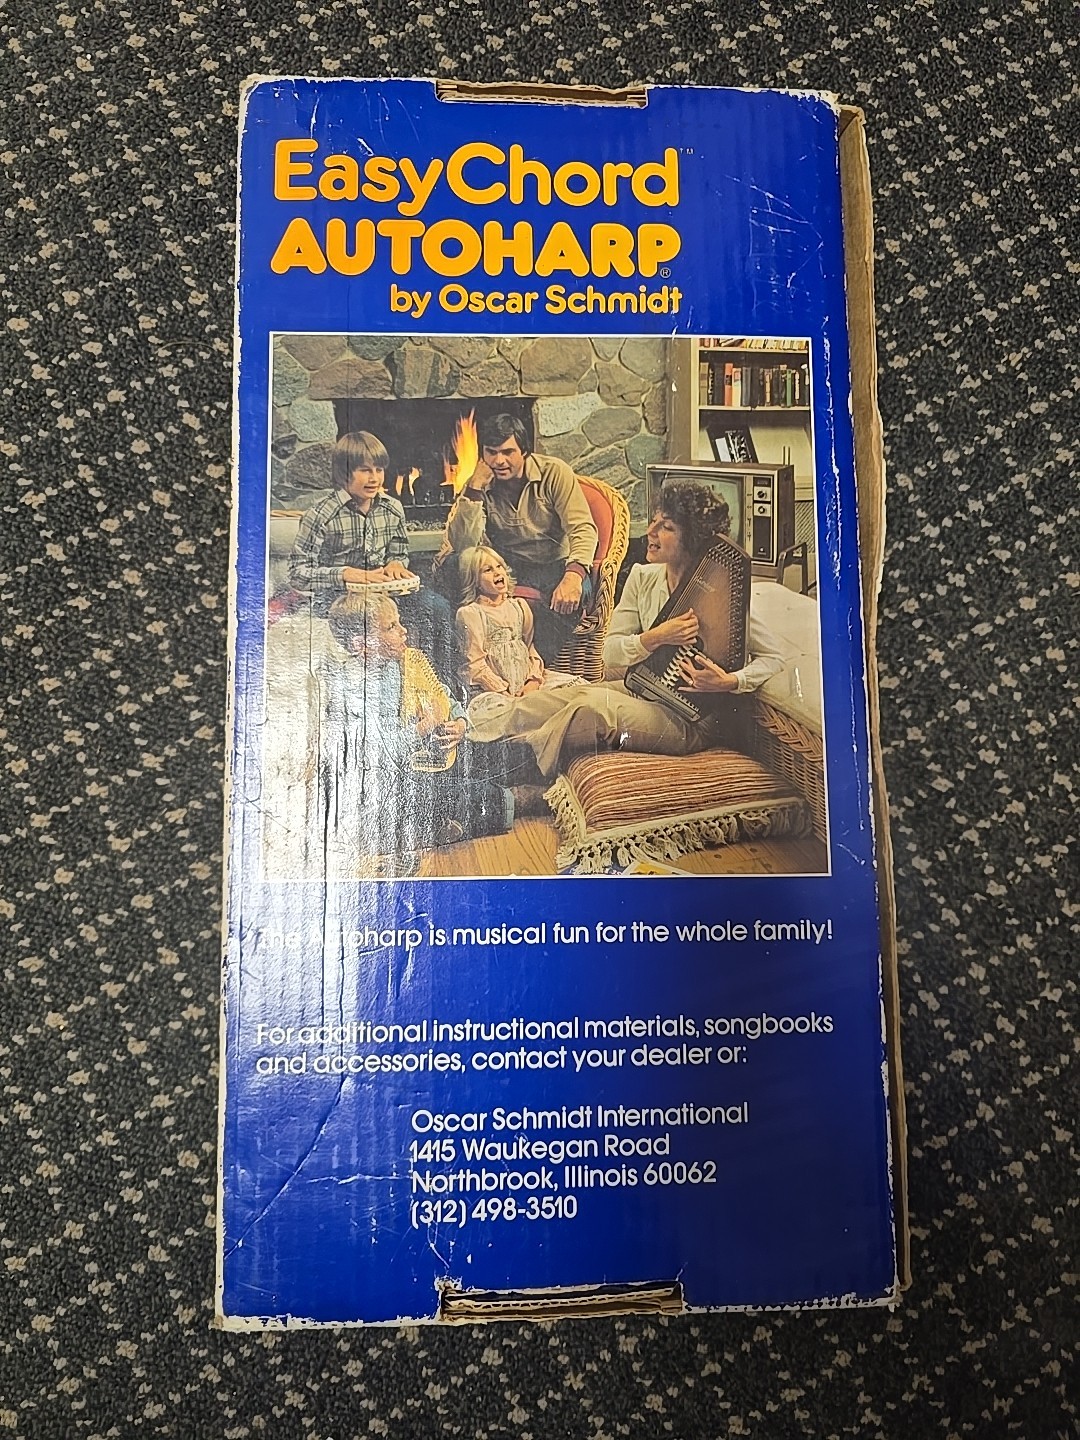 EasyChord™
AUTOHARP®
by Oscar Schmidt
The Autoharp is musical fun for the whole family!
For additional instructional materials, songbooks
and accessories, contact your dealer or:
Oscar Schmidt International
1415 Waukegan Road
Northbrook, Illinois 60062
(312) 498-3510